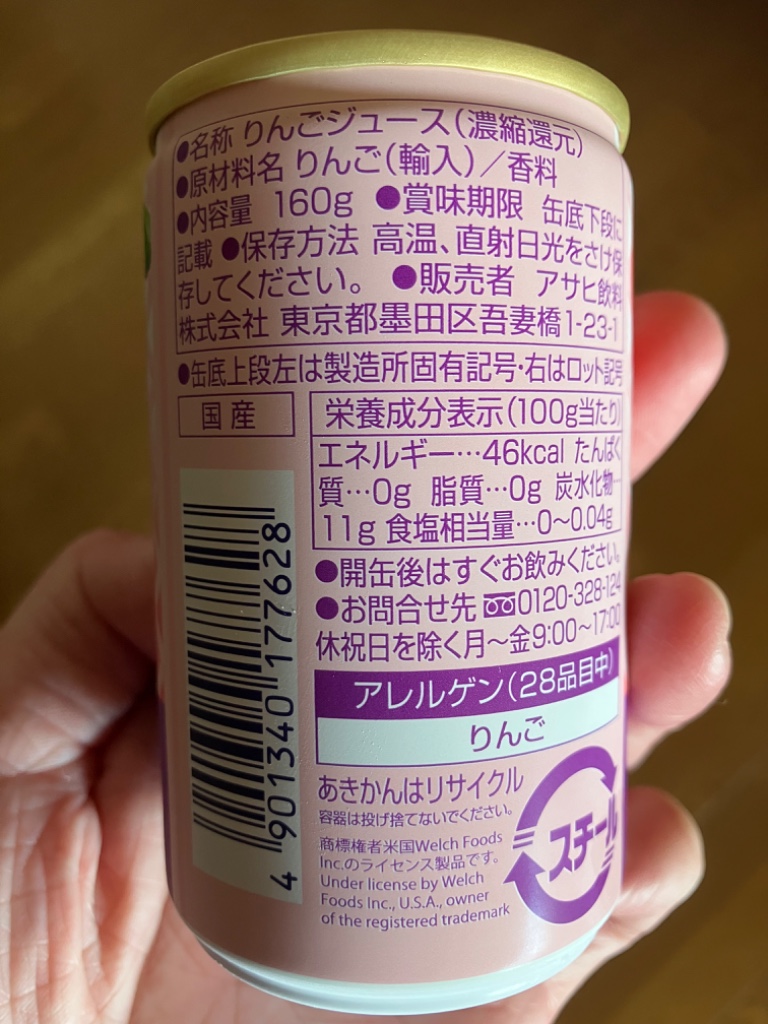 ●名称 りんごジュース(濃縮還元)
●原材料名 りんご(輸入)/香料
●内容量 160g ●賞味期限 缶底下段に
記載 ●保存方法 高温、直射日光をさけ保
存してください。 ●販売者 アサヒ飲料
株式会社 東京都墨田区吾妻橋1-23-1
●缶底上段左は製造所固有記号・右はロット記号
国産
栄養成分表示(100g当たり)
エネルギー…46kcal たんぱく
質…0g 脂質…0g 炭水化物…
11g 食塩相当量…0〜0.04g
●開缶後はすぐお飲みください。
●お問合せ先 0120-328-124
休祝日を除く月〜金9:00〜17:00
アレルゲン(28品目中)
りんご
あきかんはリサイクル
容器は投げ捨てないでください。
商標権者米国Welch Foods
Inc.のライセンス製品です。
Under license by Welch
Foods Inc., U.S.A., owner
of the registered trademark
スチール
4 901340 177628